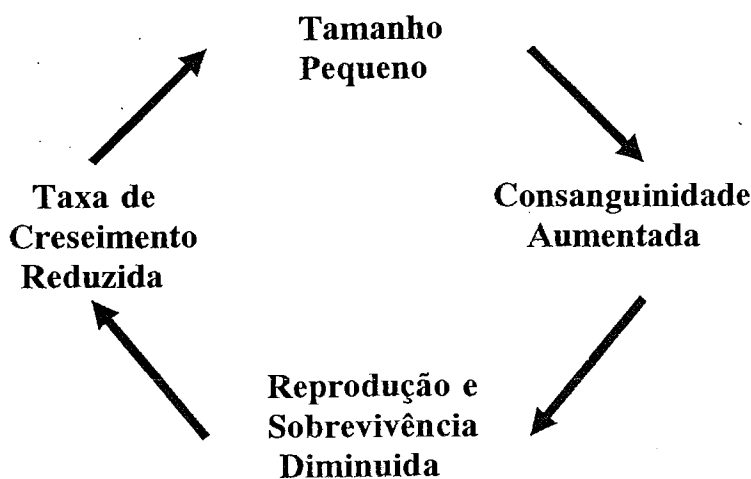 Tamanho
Pequeno
Consanguinidade
Aumentada
Reprodução e
Sobrevivência
Diminuida
Taxa de
Creseimento
Reduzida